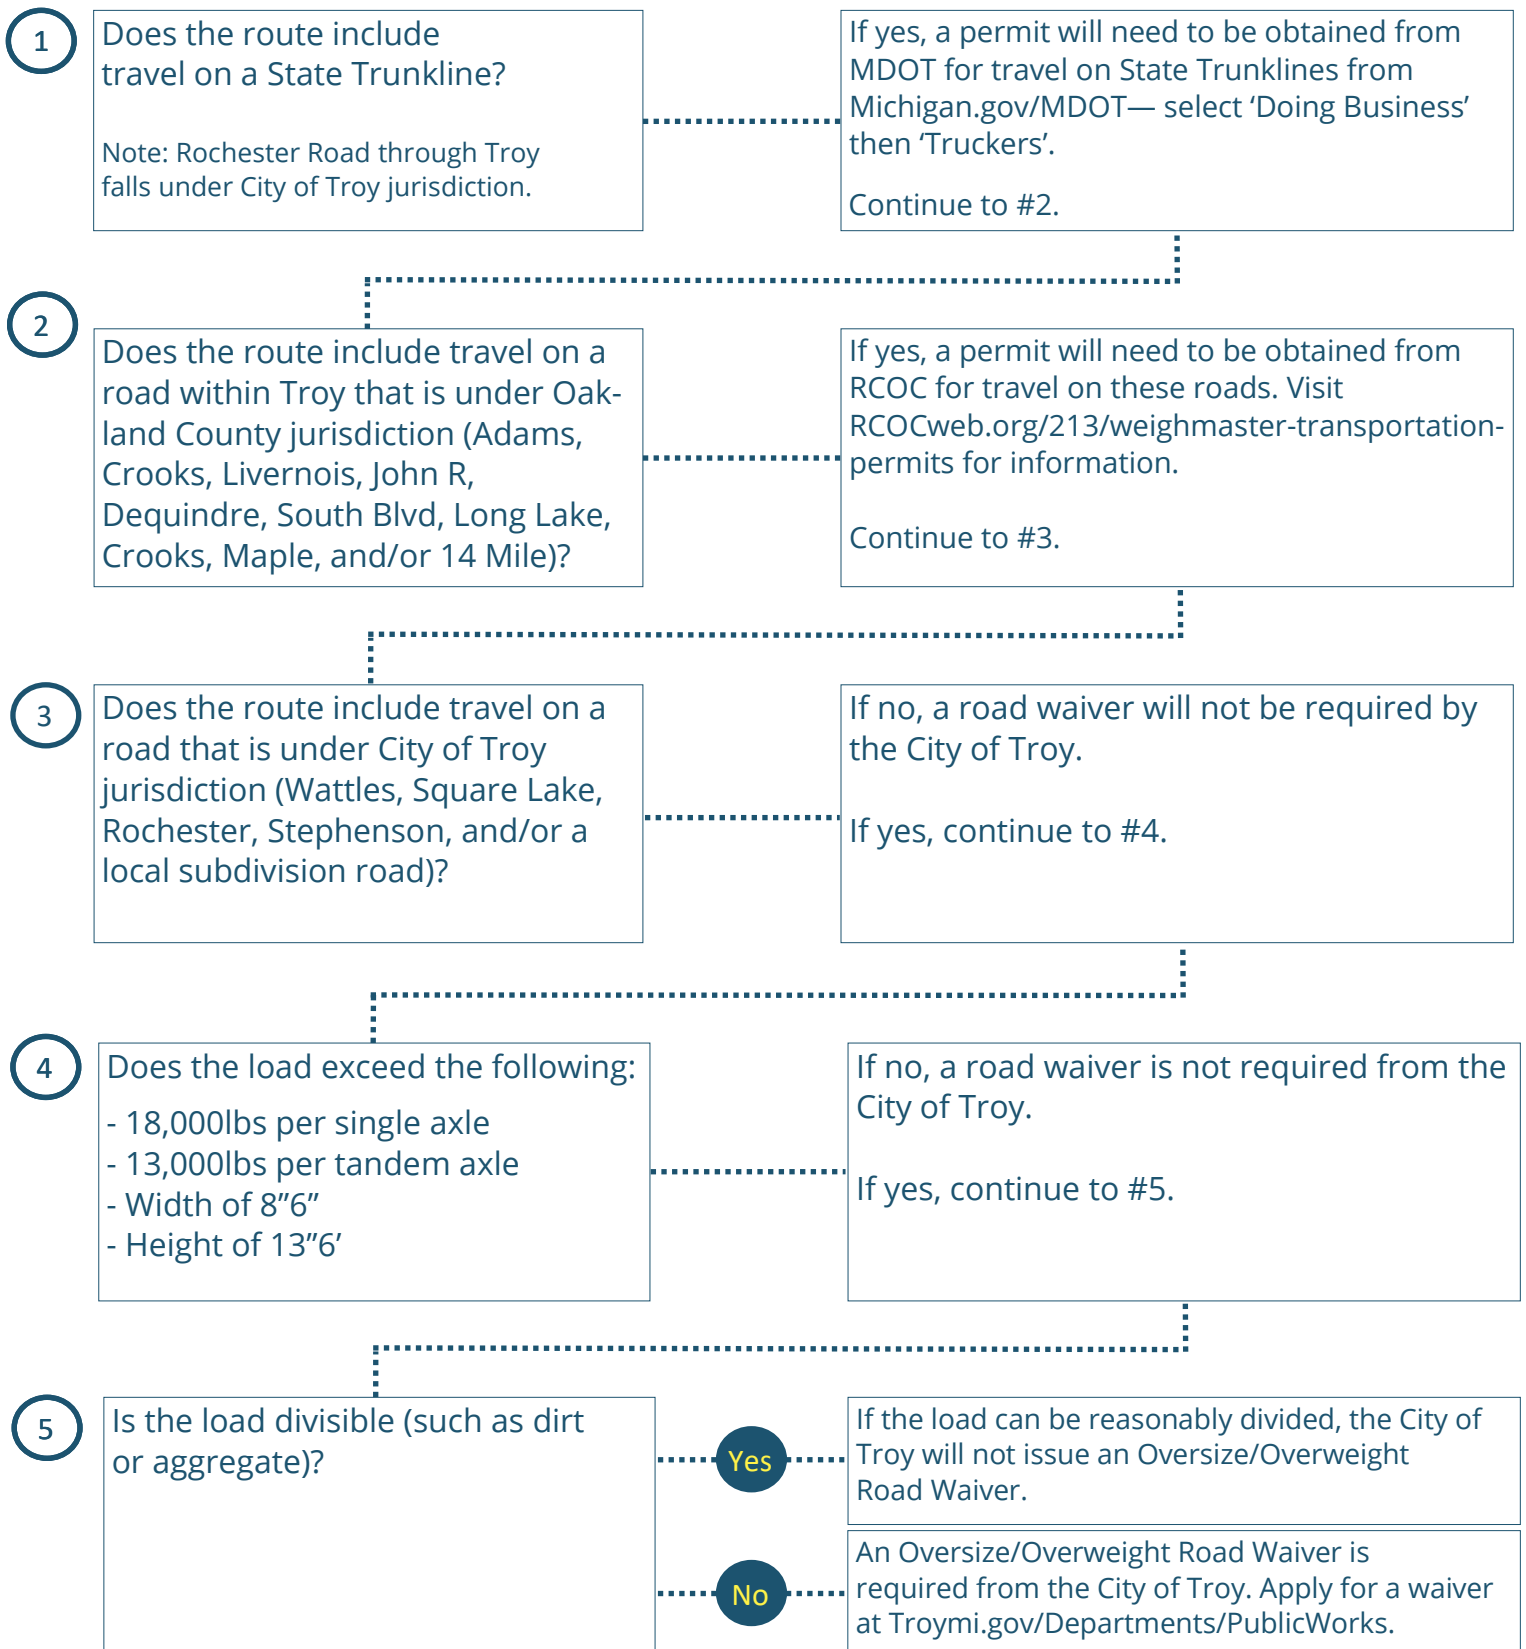 1
Does the route include
travel on a State Trunkline?
Note: Rochester Road through Troy
falls under City of Troy jurisdiction.
If yes, a permit will need to be obtained from
MDOT for travel on State Trunklines from
Michigan.gov/MDOT— select ‘Doing Business’
then ‘Truckers’.
Continue to #2.
2
Does the route include travel on a
road within Troy that is under Oak-
land County jurisdiction (Adams,
Crooks, Livernois, John R,
Dequindre, South Blvd, Long Lake,
Crooks, Maple, and/or 14 Mile)?
If yes, a permit will need to be obtained from
RCOC for travel on these roads. Visit
RCOCweb.org/213/weighmaster-transportation-
permits for information.
Continue to #3.
3
Does the route include travel on a
road that is under City of Troy
jurisdiction (Wattles, Square Lake,
Rochester, Stephenson, and/or a
local subdivision road)?
If no, a road waiver will not be required by
the City of Troy.
If yes, continue to #4.
4
Does the load exceed the following:
- 18,000lbs per single axle
- 13,000lbs per tandem axle
- Width of 8”6”
- Height of 13”6’
If no, a road waiver is not required from the
City of Troy.
If yes, continue to #5.
5
Is the load divisible (such as dirt
or aggregate)?
Yes
If the load can be reasonably divided, the City of
Troy will not issue an Oversize/Overweight
Road Waiver.
No
An Oversize/Overweight Road Waiver is
required from the City of Troy. Apply for a waiver
at Troymi.gov/Departments/PublicWorks.